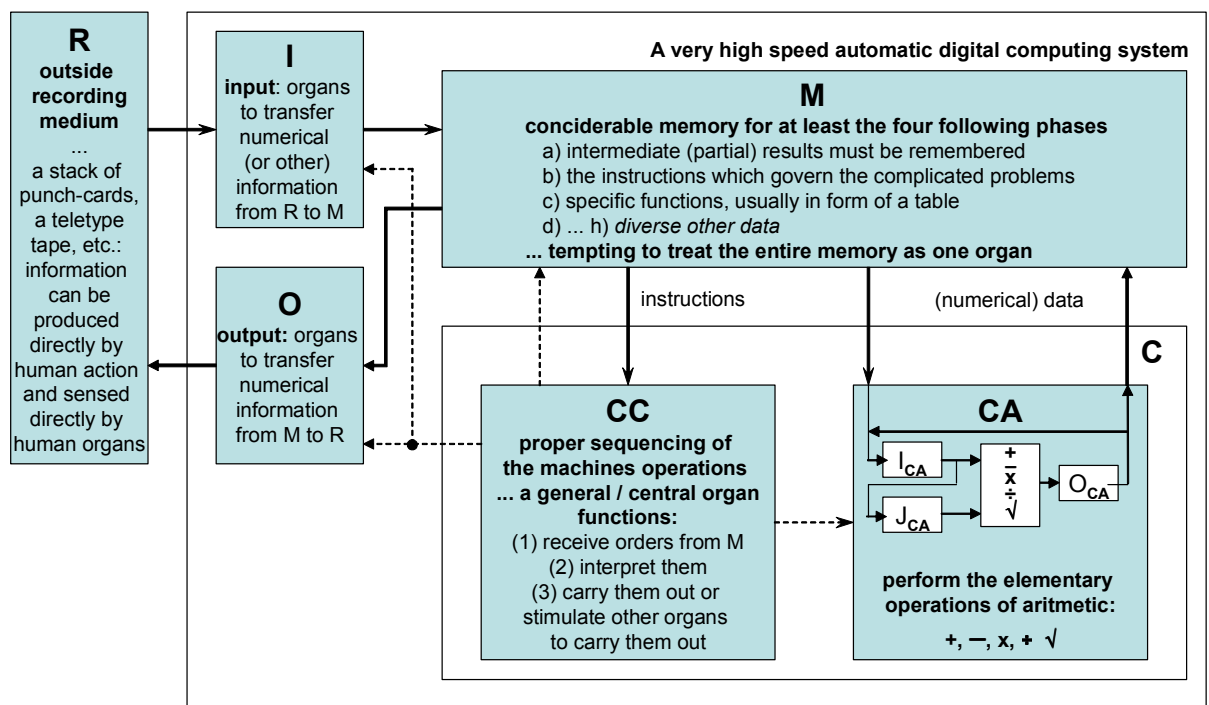 R
outside
recording
medium
...
a stack of
punch-cards,
a teletype
tape, etc.:
information
can be
produced
directly by
human action
and sensed
directly by
human organs
I
input: organs
to transfer
numerical
(or other)
information
from R to M
O
output: organs
to transfer
numerical
information
from M to R
A very high speed automatic digital computing system
M
conciderable memory for at least the four following phases
a) intermediate (partial) results must be remembered
b) the instructions which govern the complicated problems
c) specific functions, usually in form of a table
d) ... h) diverse other data
... tempting to treat the entire memory as one organ
instructions
(numerical) data
C
CC
proper sequencing of
the machines operations
... a general / central organ
functions:
(1) receive orders from M
(2) interpret them
(3) carry them out or
stimulate other organs
to carry them out
CA
I CA
J CA
+
–
x
÷
√
O CA
perform the elementary
operations of aritmetic:
+, –, x, + √